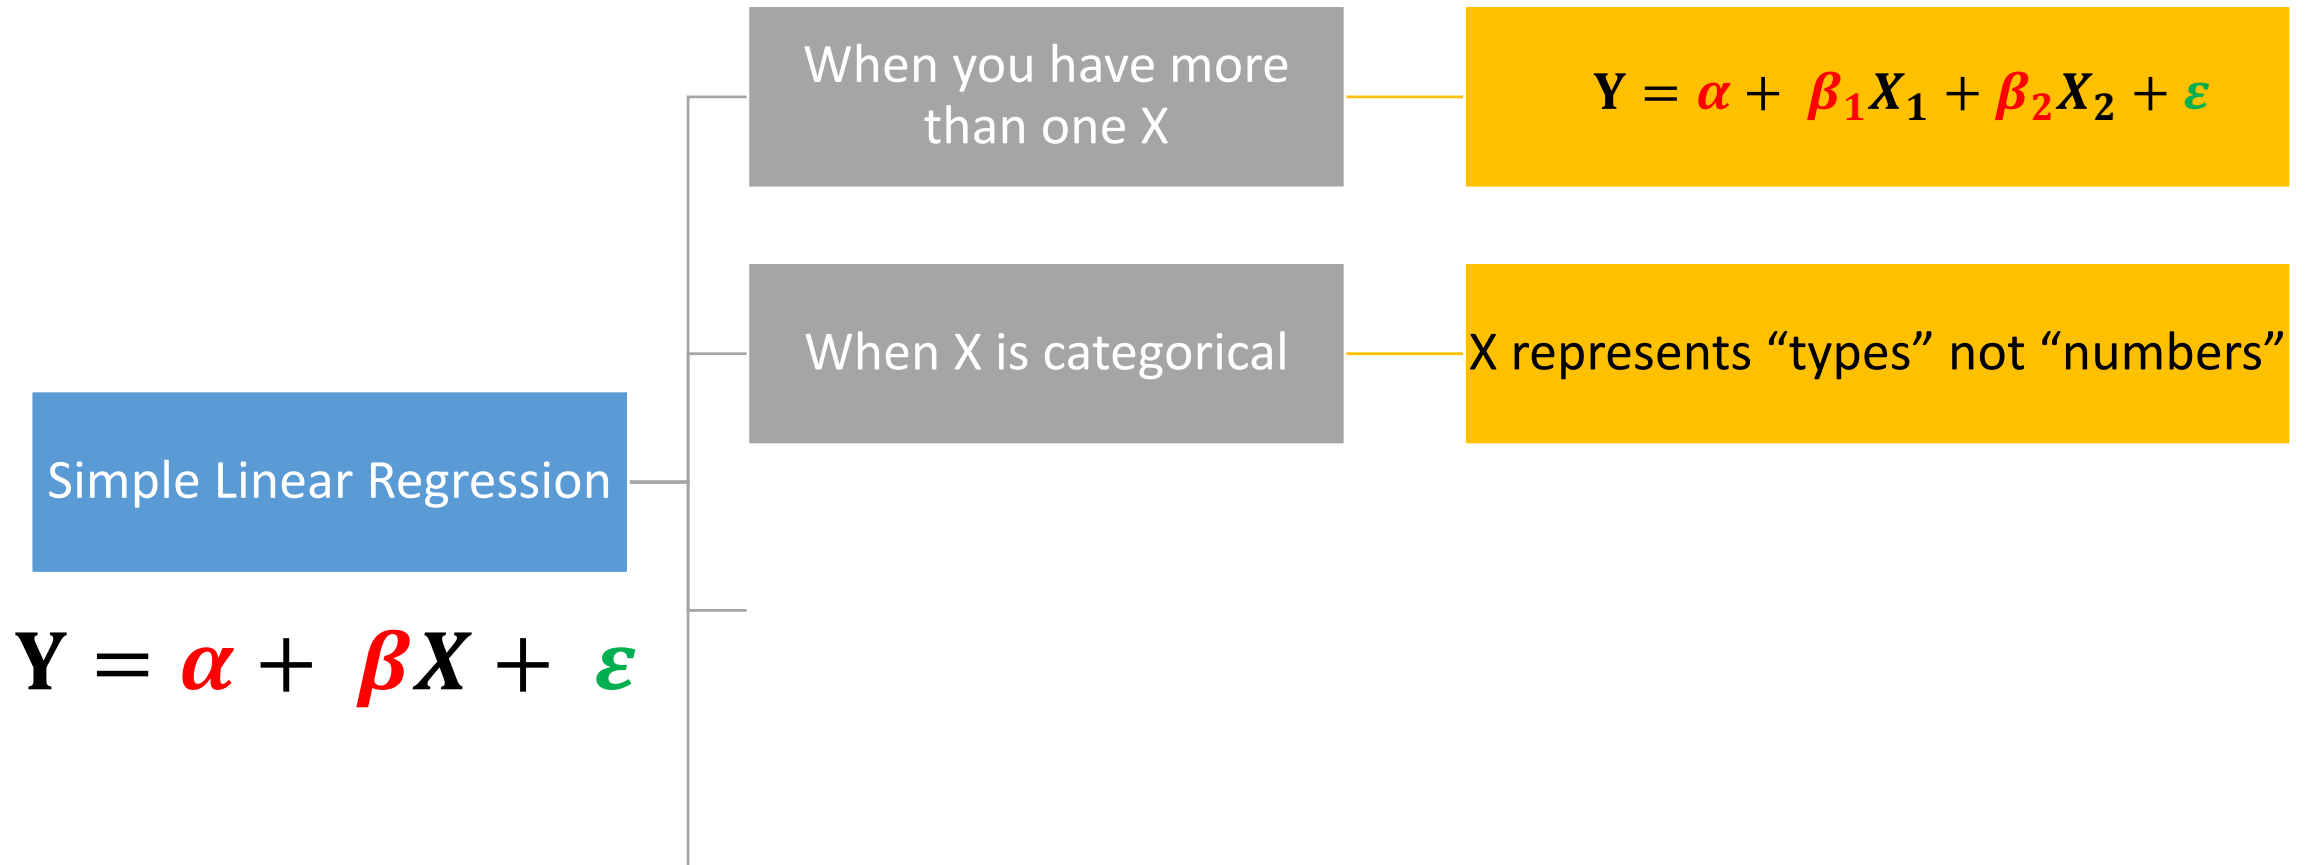 When you have more
than one X
Y = α + β₁X₁ + β₂X₂ + ε
When X is categorical
X represents “types” not “numbers”
Simple Linear Regression
Y = α + βX + ε